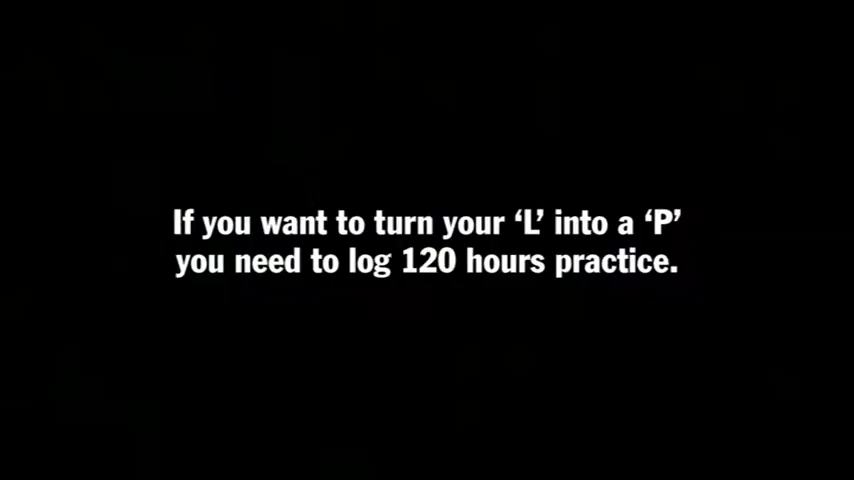 If you want to turn your ‘L’ into a ‘P’
you need to log 120 hours practice.